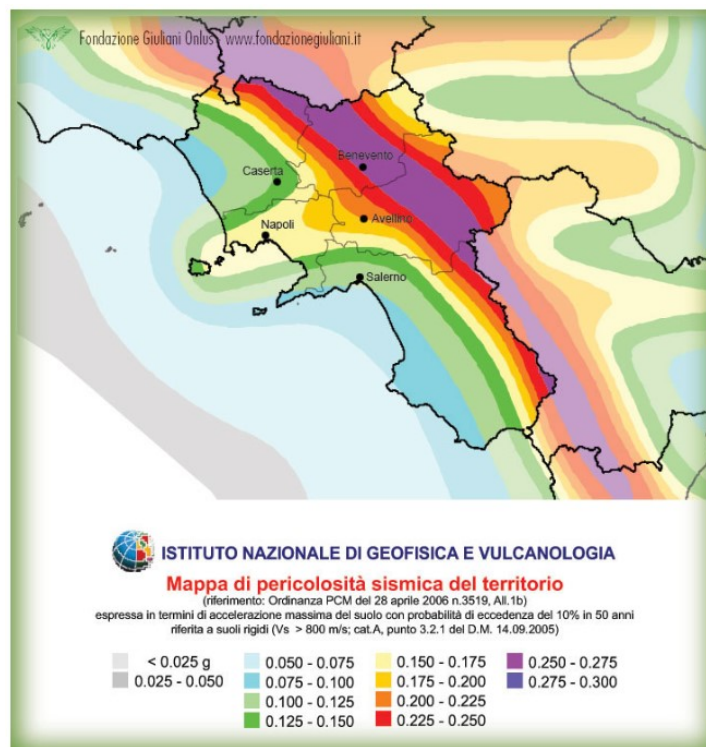 Fondazione Giuliani Onlus - www.fondazionegiuliani.it
Benevento
Caserta
Avellino
Napoli
Salerno
ISTITUTO NAZIONALE DI GEOFISICA E VULCANOLOGIA
Mappa di pericolosità sismica del territorio
(riferimento: Ordinanza PCM del 28 aprile 2006 n.3519, All.1b)
espressa in termini di accelerazione massima del suolo con probabilità di eccedenza del 10% in 50 anni
riferita a suoli rigidi (Vs > 800 m/s; cat.A, punto 3.2.1 del D.M. 14.09.2005)
< 0.025 g 0.050 - 0.075 0.150 - 0.175 0.250 - 0.275
0.025 - 0.050 0.075 - 0.100 0.175 - 0.200 0.275 - 0.300
0.100 - 0.125 0.200 - 0.225
0.125 - 0.150 0.225 - 0.250